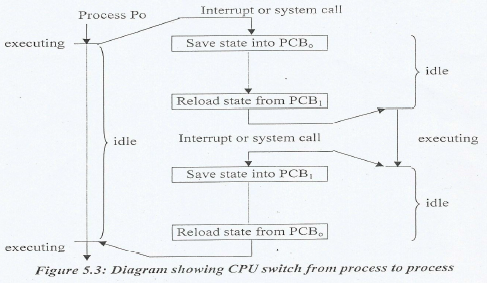 Process Po
Interrupt or system call
executing
Save state into PCB₀
idle
Reload state from PCB₁
idle
Interrupt or system call
executing
Save state into PCB₁
idle
Reload state from PCB₀
executing
Figure 5.3: Diagram showing CPU switch from process to process